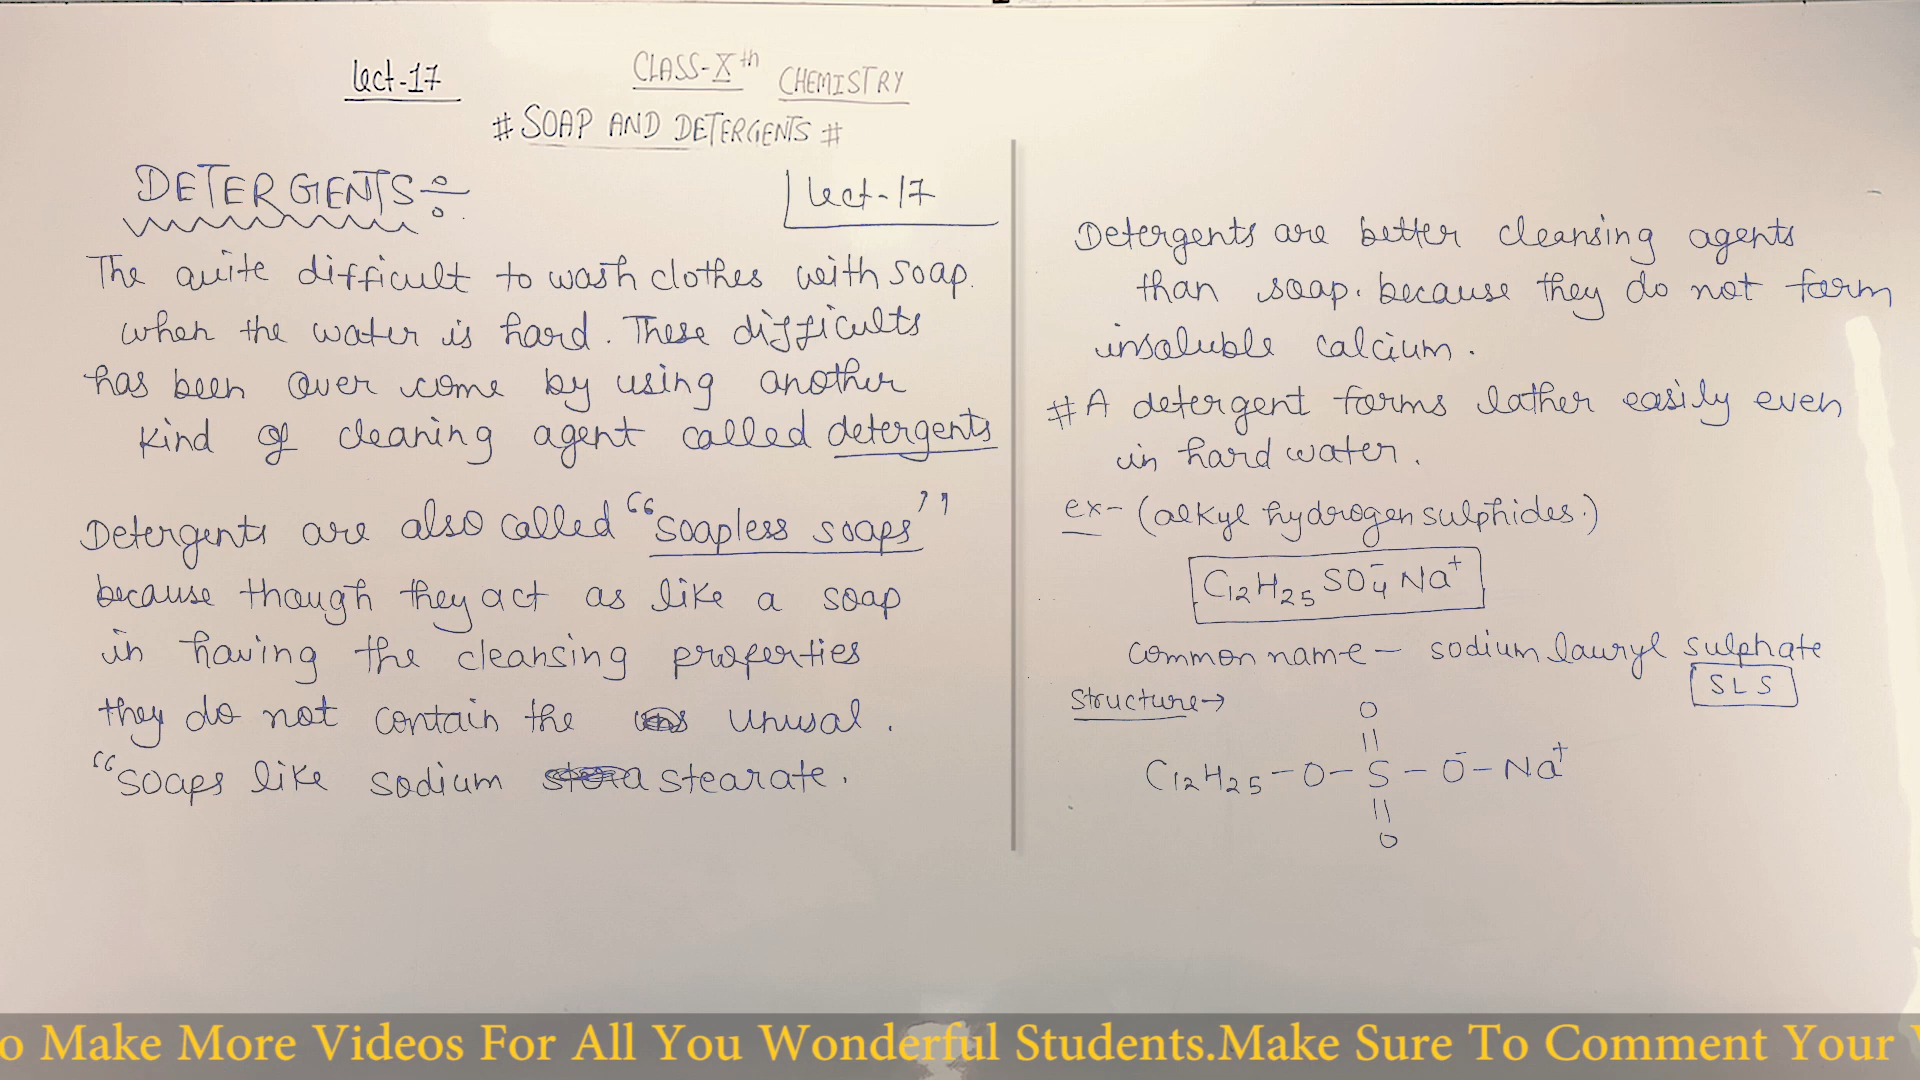 Lect-17
CLASS-Xth CHEMISTRY
# SOAP AND DETERGENTS #
DETERGENTS ÷
Lect-17
The quite difficult to wash clothes with soap.
when the water is hard. These difficults
has been over come by using another
kind of cleaning agent called detergents
Detergents are also called "soapless soaps"
because though they act as like a soap
in having the cleansing properties
they do not contain the unusal.
"soaps like sodium stearate.
Detergents are better cleansing agents
than soap. because they do not form
insoluble calcium.
# A detergent forms lather easily even
in hard water.
ex- (alkyl hydrogen sulphides.)
C12H25SO4⁻Na⁺
common name - sodium lauryl sulphate
SLS
Structure→
O
||
C12H25-O-S-O⁻-Na⁺
||
O
o Make More Videos For All You Wonderful Students.Make Sure To Comment Your